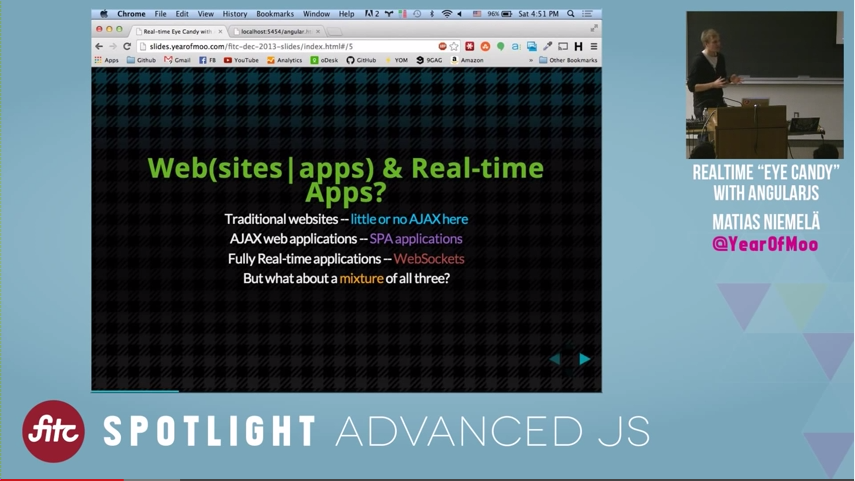 Chrome File Edit View History Bookmarks Window Help 2 96% Sat 4:51 PM
Real-time Eye Candy with localhost:5454/angular.h
slides.yearofmoo.com/fitc-dec-2013-slides/index.html#/5
Apps Github Gmail FB YouTube Analytics oDesk GitHub YOM 9GAG Amazon » Other Bookmarks
Web(sites|apps) & Real-time
Apps?
Traditional websites -- little or no AJAX here
AJAX web applications -- SPA applications
Fully Real-time applications -- WebSockets
But what about a mixture of all three?
REALTIME “EYE CANDY”
WITH ANGULARJS
MATIAS NIEMELÄ
@YearOfMoo
fitc SPOTLIGHT ADVANCED JS